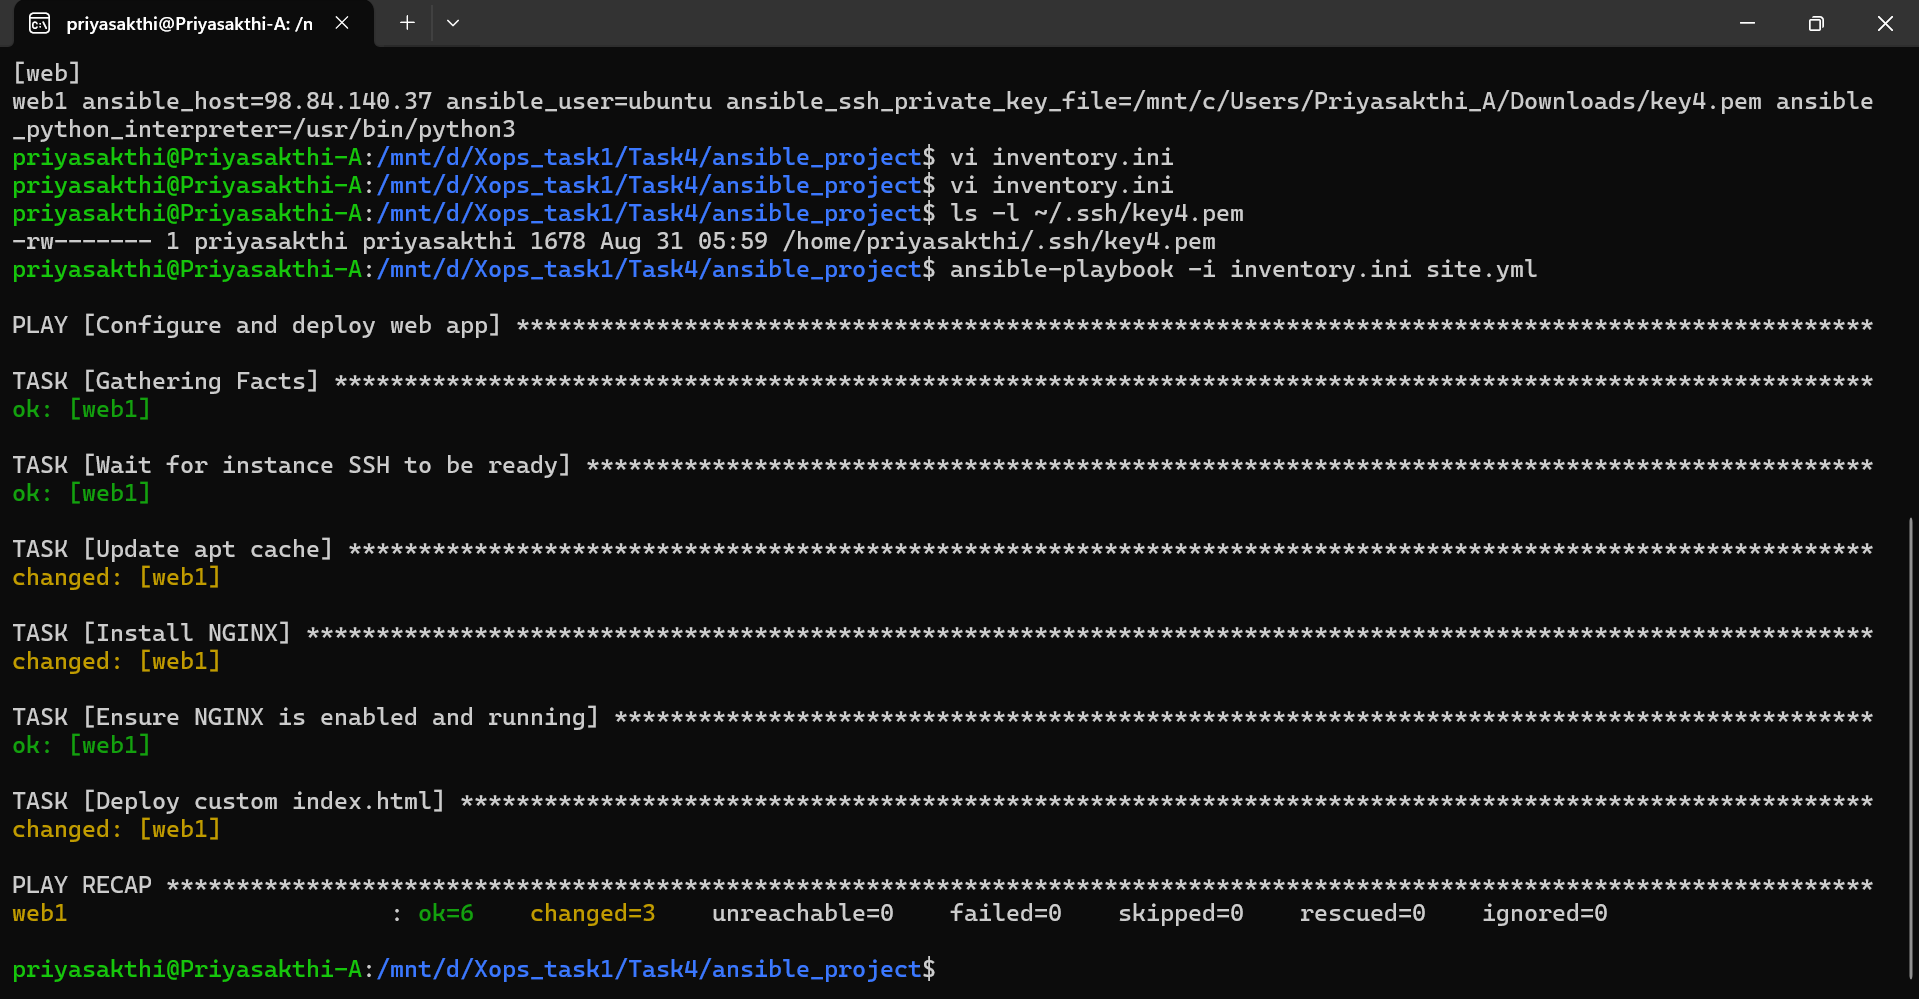 priyasakthi@Priyasakthi-A: /n
[web]
web1 ansible_host=98.84.140.37 ansible_user=ubuntu ansible_ssh_private_key_file=/mnt/c/Users/Priyasakthi_A/Downloads/key4.pem ansible
_python_interpreter=/usr/bin/python3
priyasakthi@Priyasakthi-A:/mnt/d/Xops_task1/Task4/ansible_project$ vi inventory.ini
priyasakthi@Priyasakthi-A:/mnt/d/Xops_task1/Task4/ansible_project$ vi inventory.ini
priyasakthi@Priyasakthi-A:/mnt/d/Xops_task1/Task4/ansible_project$ ls -l ~/.ssh/key4.pem
-rw------- 1 priyasakthi priyasakthi 1678 Aug 31 05:59 /home/priyasakthi/.ssh/key4.pem
priyasakthi@Priyasakthi-A:/mnt/d/Xops_task1/Task4/ansible_project$ ansible-playbook -i inventory.ini site.yml
PLAY [Configure and deploy web app] *************************************************************************************************
TASK [Gathering Facts] **************************************************************************************************************
ok: [web1]
TASK [Wait for instance SSH to be ready] ********************************************************************************************
ok: [web1]
TASK [Update apt cache] *************************************************************************************************************
changed: [web1]
TASK [Install NGINX] ****************************************************************************************************************
changed: [web1]
TASK [Ensure NGINX is enabled and running] ******************************************************************************************
ok: [web1]
TASK [Deploy custom index.html] *****************************************************************************************************
changed: [web1]
PLAY RECAP **************************************************************************************************************************
web1                       : ok=6    changed=3    unreachable=0    failed=0    skipped=0    rescued=0    ignored=0
priyasakthi@Priyasakthi-A:/mnt/d/Xops_task1/Task4/ansible_project$